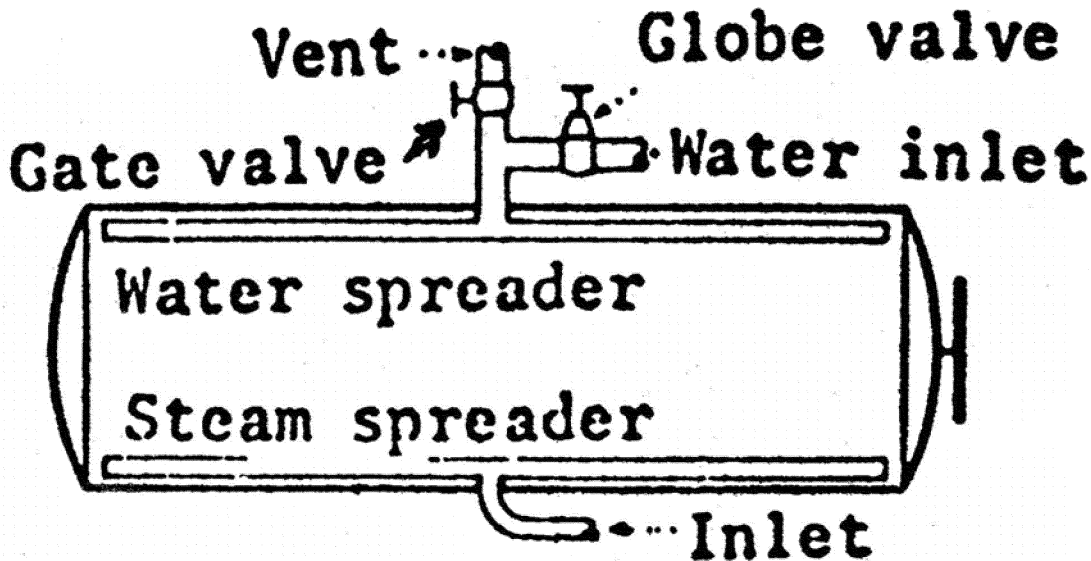 Vent
Globe valve
Gate valve
Water inlet
Water spreader
Steam spreader
Inlet